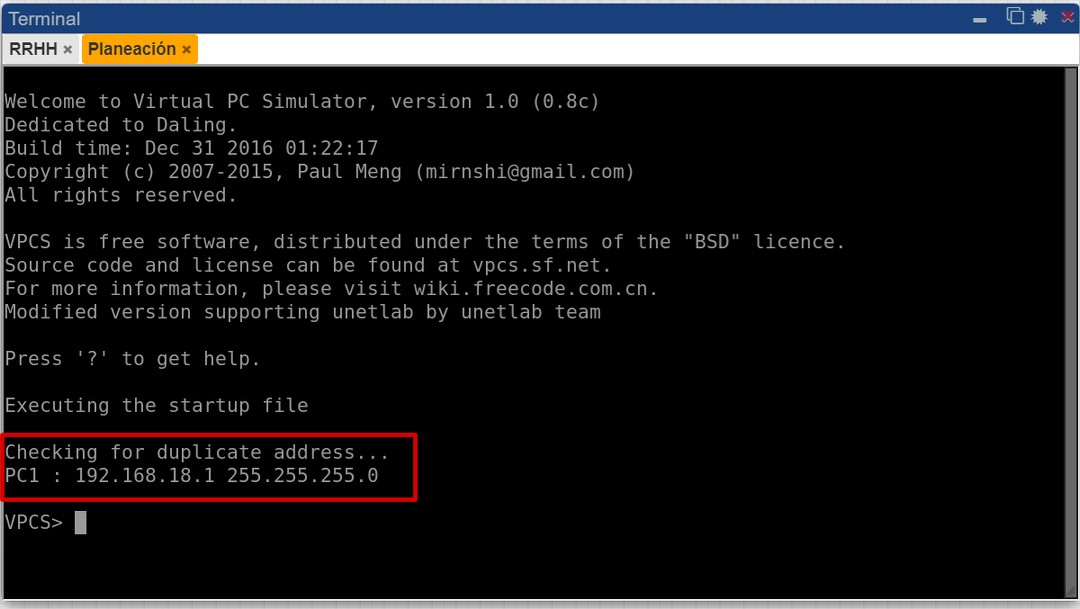 Terminal
RRHH × Planeación ×
Welcome to Virtual PC Simulator, version 1.0 (0.8c)
Dedicated to Daling.
Build time: Dec 31 2016 01:22:17
Copyright (c) 2007-2015, Paul Meng (mirnshi@gmail.com)
All rights reserved.
VPCS is free software, distributed under the terms of the "BSD" licence.
Source code and license can be found at vpcs.sf.net.
For more information, please visit wiki.freecode.com.cn.
Modified version supporting unetlab by unetlab team
Press '?' to get help.
Executing the startup file
Checking for duplicate address...
PC1 : 192.168.18.1 255.255.255.0
VPCS>